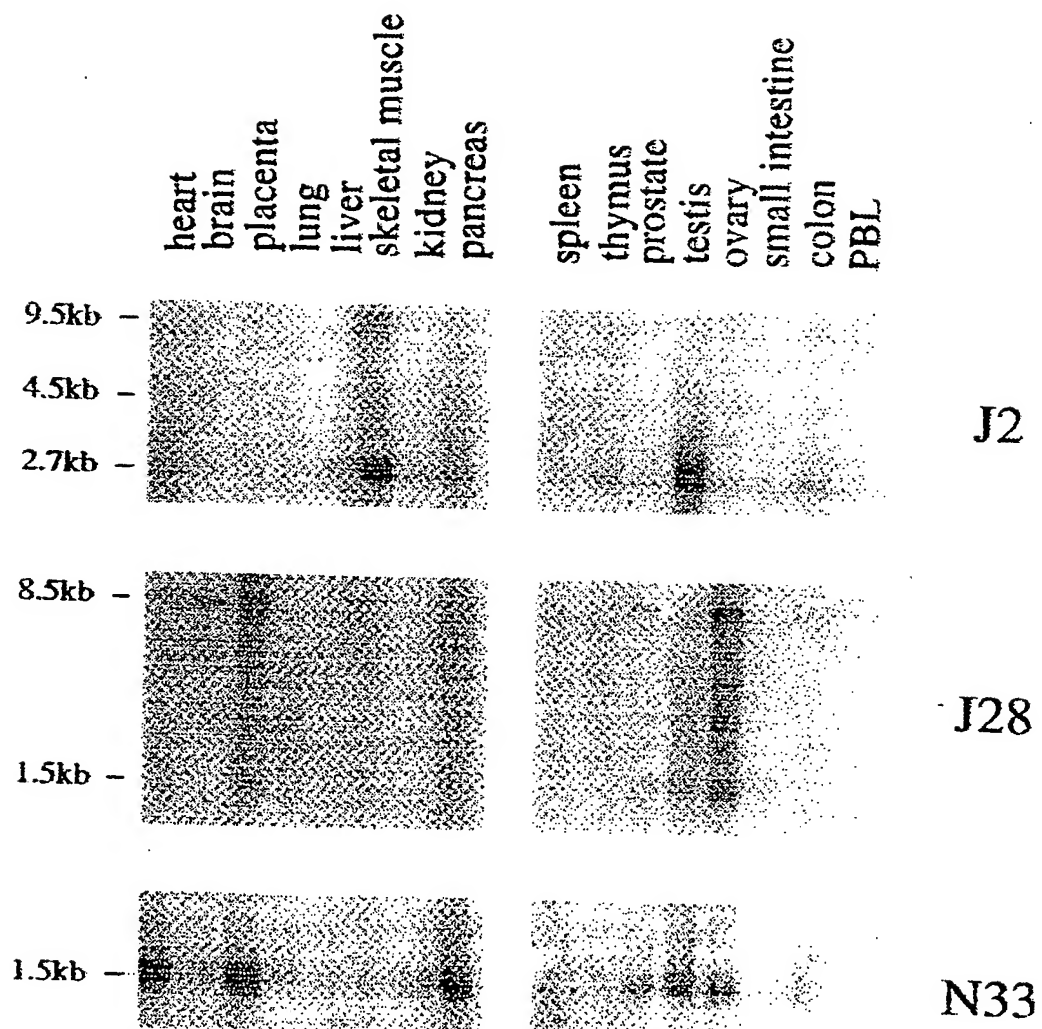 heart
brain
placenta
lung
liver
skeletal muscle
kidney
pancreas
spleen
thymus
prostate
testis
ovary
small intestine
colon
PBL
9.5kb
4.5kb
2.7kb
J2
8.5kb
1.5kb
J28
1.5kb
N33